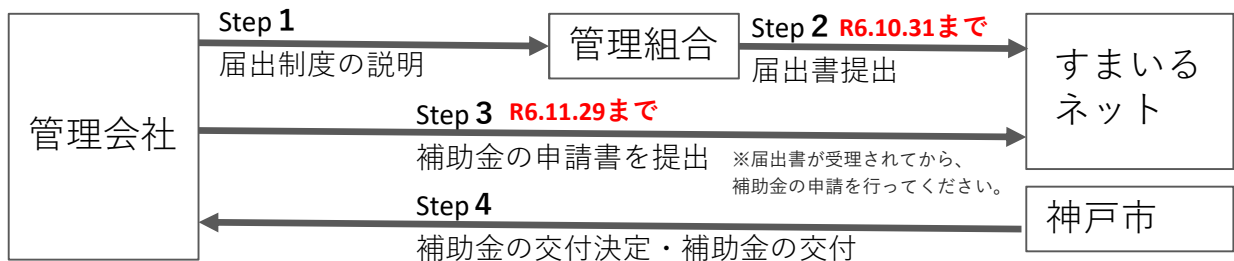 管理会社
Step 1
届出制度の説明
管理組合
Step 2 R6.10.31まで
届出書提出
すまいる
ネット
Step 3 R6.11.29まで
補助金の申請書を提出
※届出書が受理されてから、
補助金の申請を行ってください。
Step 4
補助金の交付決定・補助金の交付
神戸市